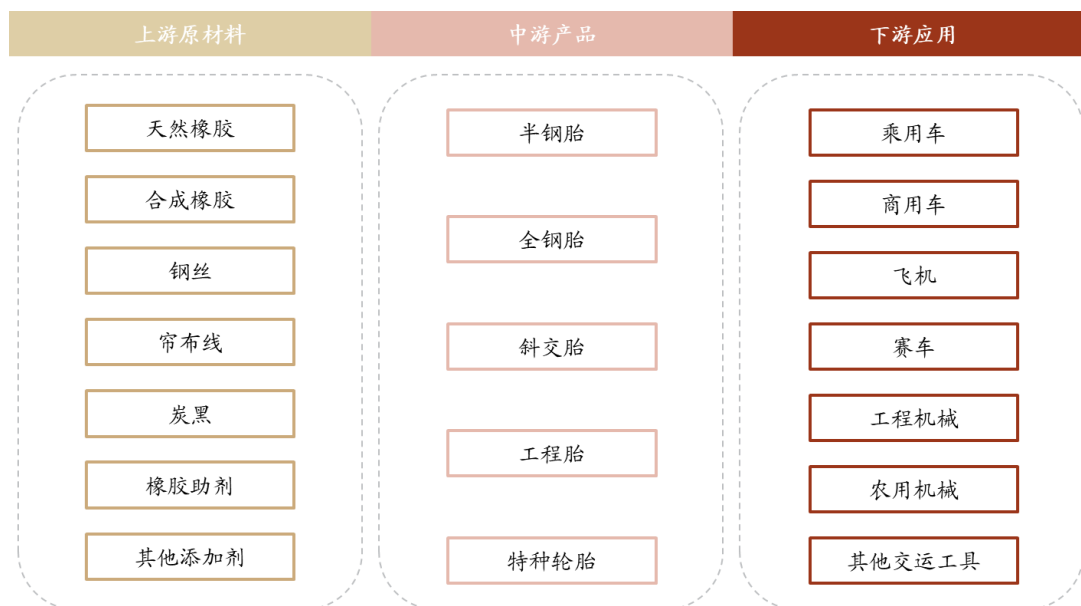 上游原材料
中游产品
下游应用
天然橡胶
合成橡胶
钢丝
帘布线
炭黑
橡胶助剂
其他添加剂
半钢胎
全钢胎
斜交胎
工程胎
特种轮胎
乘用车
商用车
飞机
赛车
工程机械
农用机械
其他交运工具